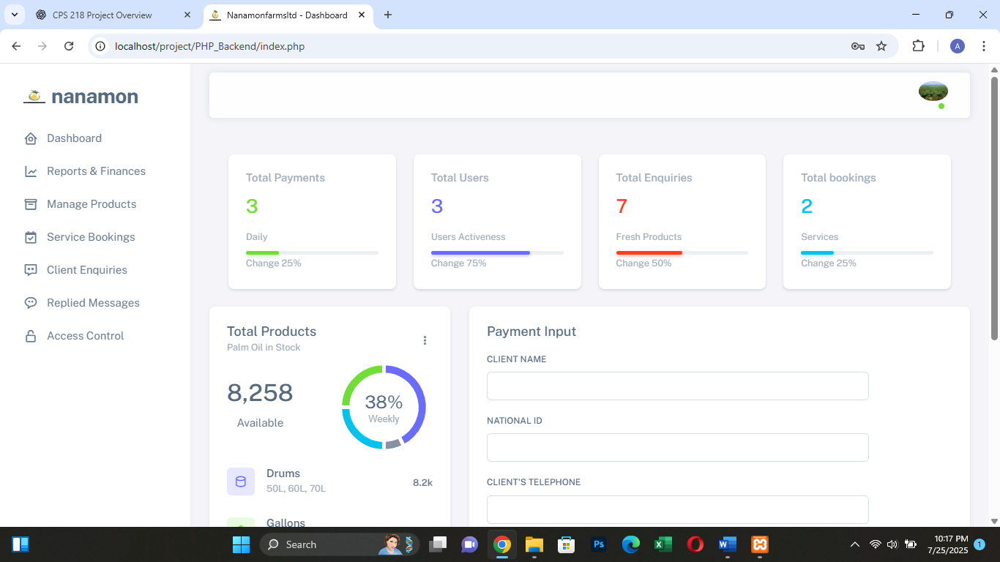 CPS 218 Project Overview
Nanamonfarmsltd - Dashboard
localhost/project/PHP_Backend/index.php
A
nanamon
Dashboard
Reports & Finances
Manage Products
Service Bookings
Client Enquiries
Replied Messages
Access Control
Total Payments
3
Daily
Change 25%
Total Users
3
Users Activeness
Change 75%
Total Enquiries
7
Fresh Products
Change 50%
Total bookings
2
Services
Change 25%
Total Products
Palm Oil in Stock
8,258
Available
38%
Weekly
Drums
50L, 60L, 70L
8.2k
Gallons
Payment Input
CLIENT NAME
NATIONAL ID
CLIENT'S TELEPHONE
Search
Ps
10:17 PM
7/25/2025
1